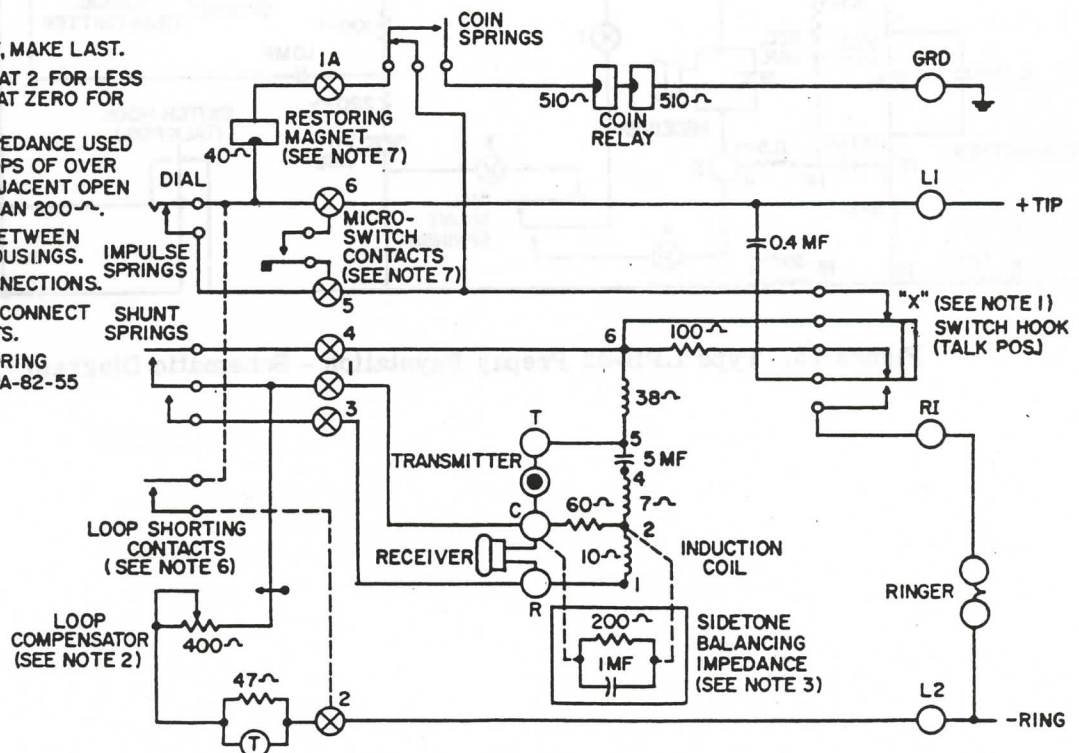 , MAKE LAST.
AT 2 FOR LESS
AT ZERO FOR
PEDANCE USED
OPS OF OVER
JACENT OPEN
AN 200~.
ETWEEN
OUSINGS.
NNECTIONS.
CONNECT
TS.
RING
A-82-55
COIN
SPRINGS
1A
GRD
510~
510~
COIN
RELAY
RESTORING
MAGNET
(SEE NOTE 7)
40~
DIAL
6
L1
+ TIP
MICRO-
SWITCH
CONTACTS
(SEE NOTE 7)
0.4 MF
IMPULSE
SPRINGS
5
"X" (SEE NOTE 1)
SWITCH HOOK
(TALK POS.)
SHUNT
SPRINGS
4
6
100~
1
38~
3
T
5
R1
TRANSMITTER
5 MF
4
7~
60~
C
2
LOOP SHORTING
CONTACTS
(SEE NOTE 6)
RECEIVER
10~
INDUCTION
COIL
1
R
RINGER
LOOP
COMPENSATOR
(SEE NOTE 2)
400~
200~
1MF
SIDETONE
BALANCING
IMPEDANCE
(SEE NOTE 3)
47~
2
L2
-RING
T